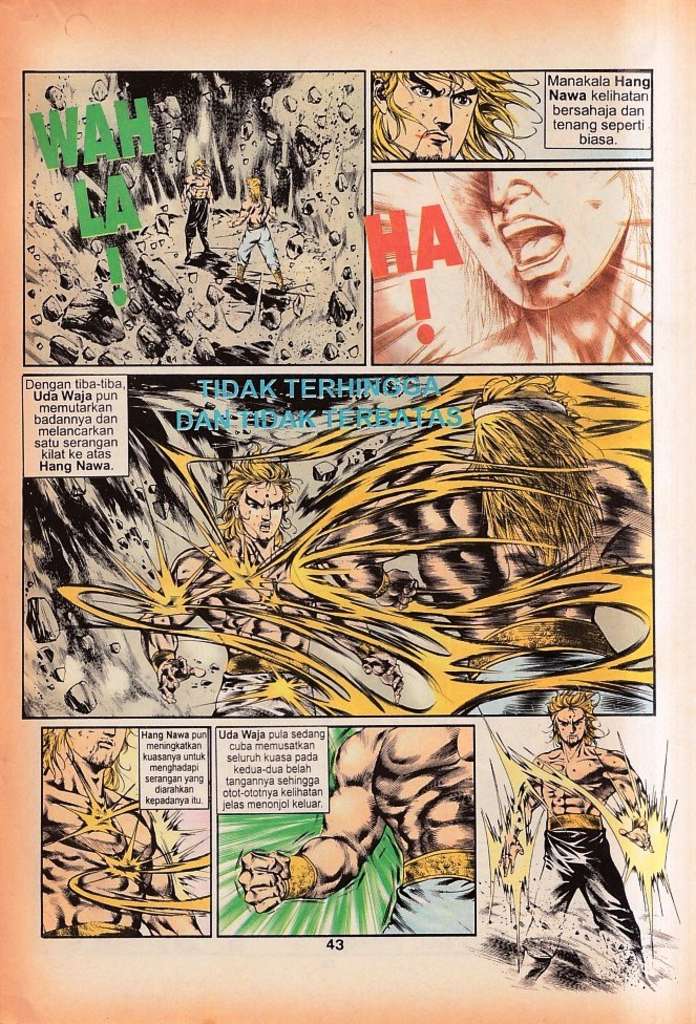 WAH
LA
!
Manakala Hang
Nawa kelihatan
bersahaja dan
tenang seperti
biasa.
HA
!
Dengan tiba-tiba,
Uda Waja pun
memutarkan
badannya dan
melancarkan
satu serangan
kilat ke atas
Hang Nawa.
TIDAK TERHINGGA
DAN TIDAK TERBATAS
Hang Nawa pun
meningkatkan
kuasanya untuk
menghadapi
serangan yang
diarahkan
kepadanya itu.
Uda Waja pula sedang
cuba memusatkan
seluruh kuasa pada
kedua-dua belah
tangannya sehingga
otot-ototnya kelihatan
jelas menonjol keluar.
43